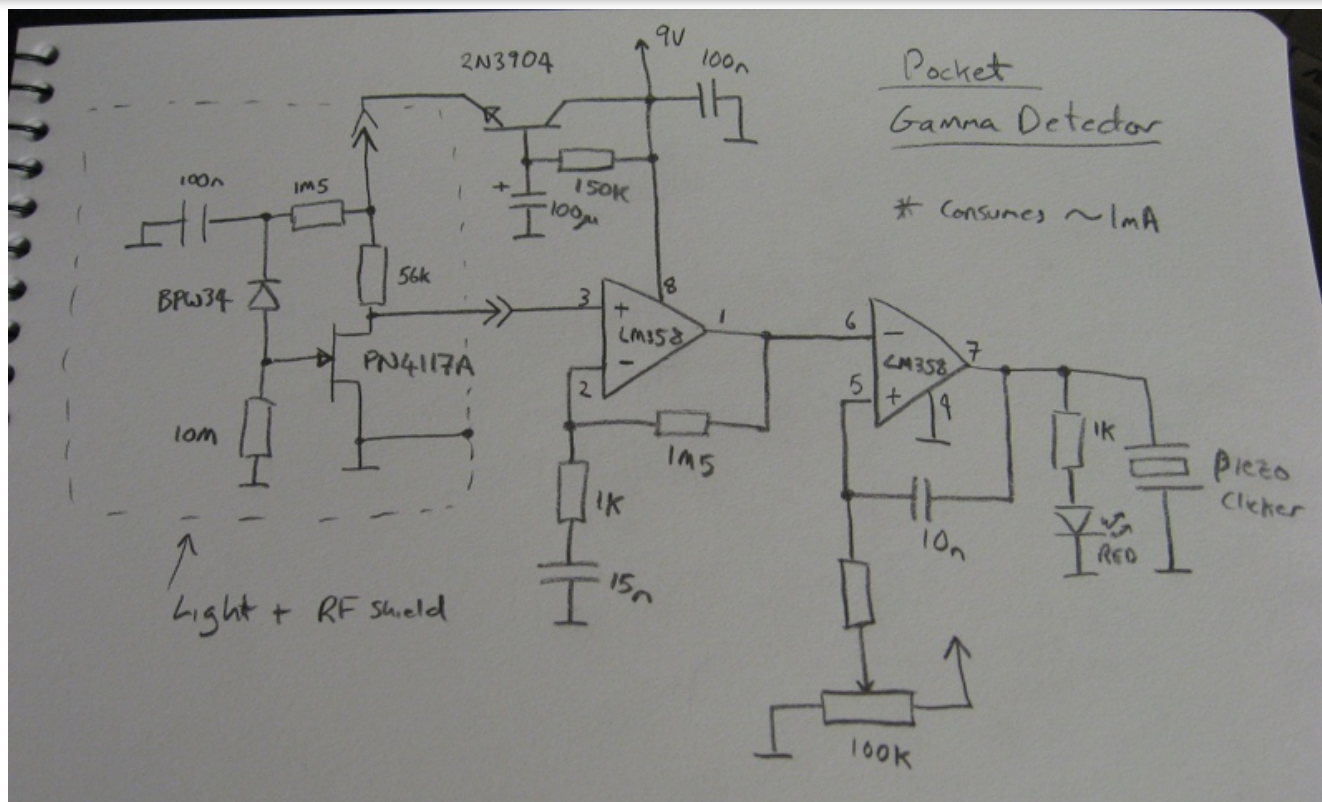 9V
2N3904
100n
Pocket
Gamma Detector
150K
100n
1M5
+
100µ
* Consumes ~ 1mA
56K
BPW34
3
+
8
LM358
1
-
2
6
-
LM358
7
5
+
4
PN4117A
10M
1M5
1K
1K
Piezo
Clicker
10n
RED
15n
Light + RF Shield
100K